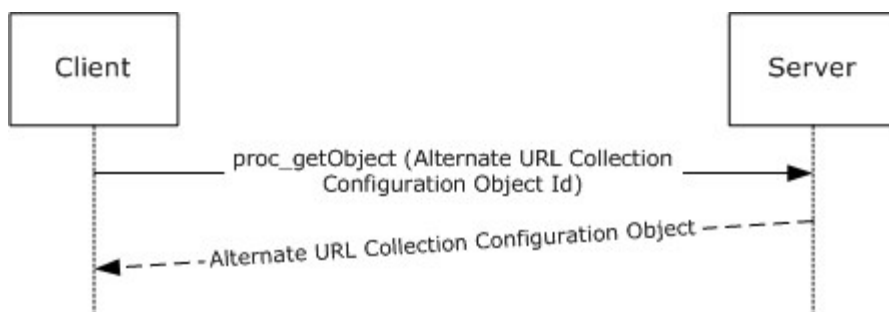 Client
Server
proc_getObject (Alternate URL Collection
Configuration Object Id)
Alternate URL Collection Configuration Object